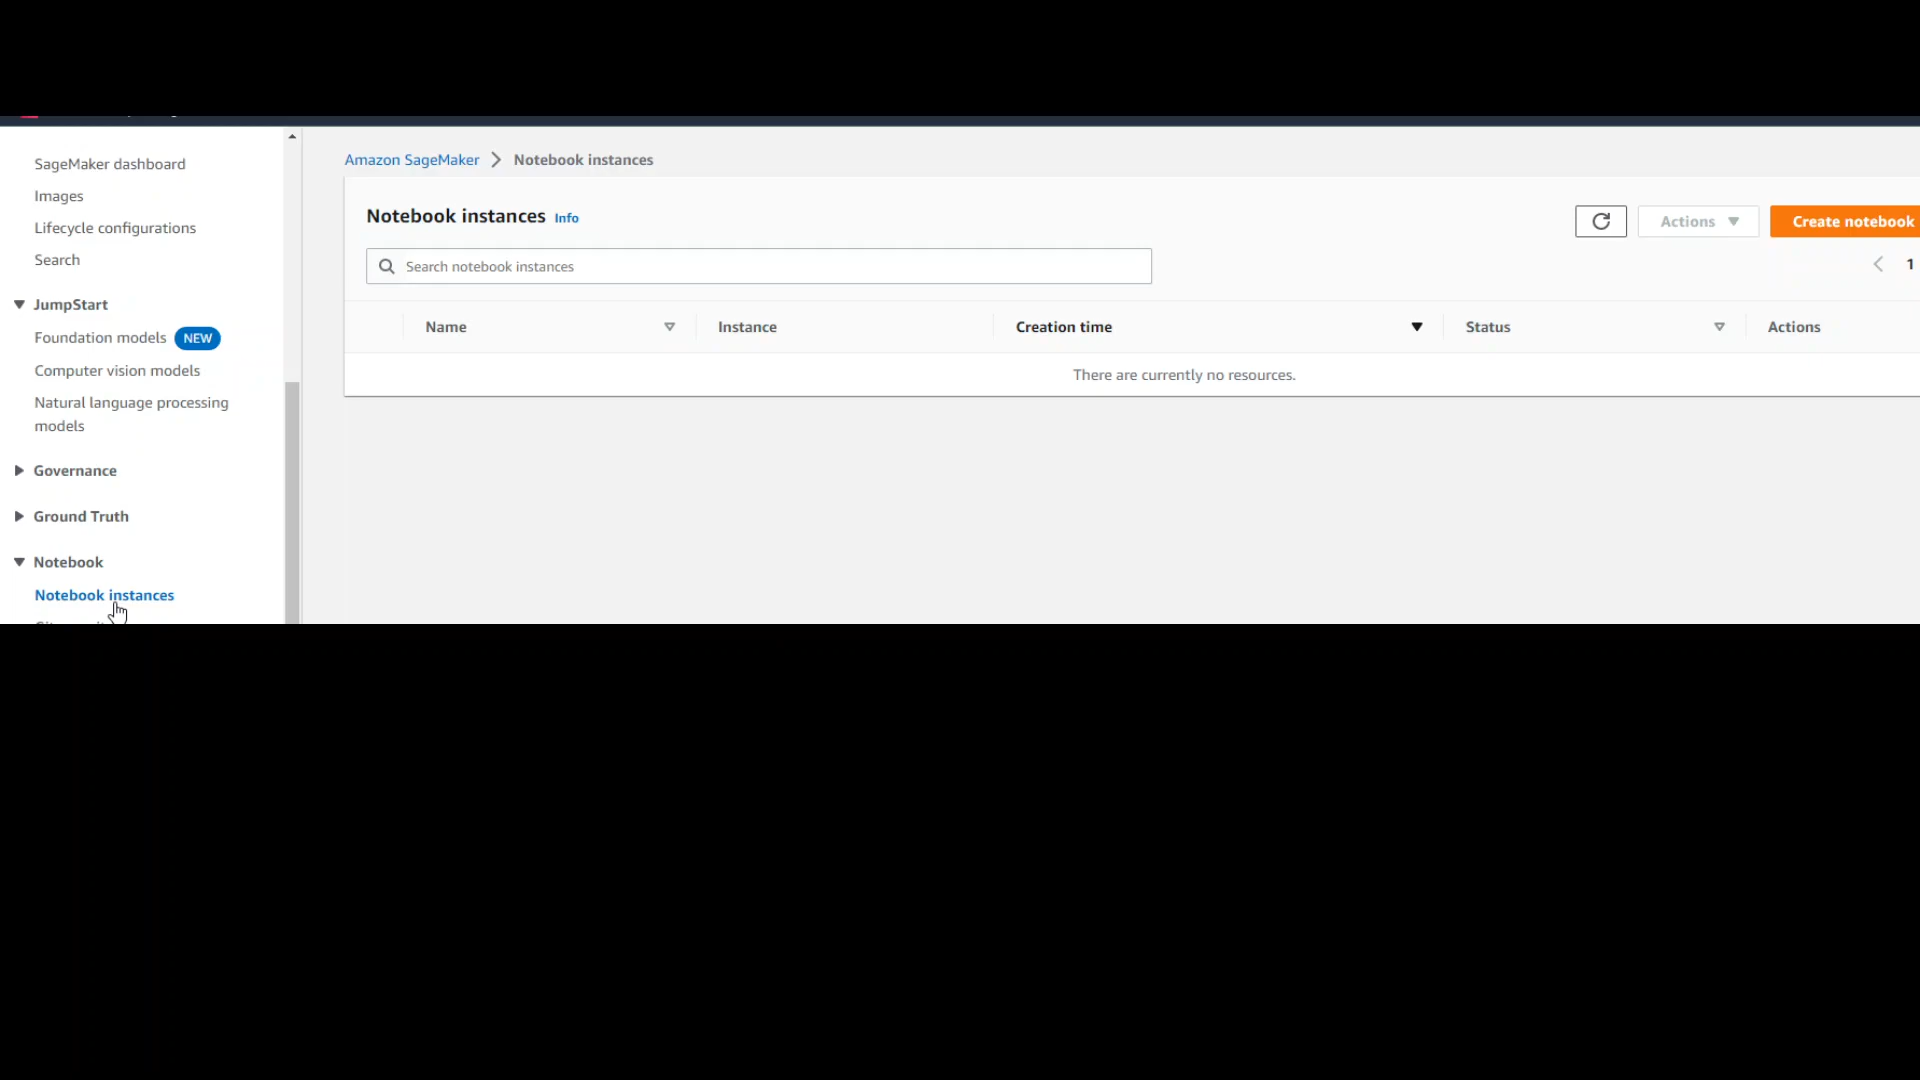 SageMaker dashboard
Images
Lifecycle configurations
Search
JumpStart
Foundation models NEW
Computer vision models
Natural language processing
models
Governance
Ground Truth
Notebook
Notebook instances
Amazon SageMaker > Notebook instances
Notebook instances Info
Actions
Create notebook
Search notebook instances
1
Name Instance Creation time Status Actions
There are currently no resources.